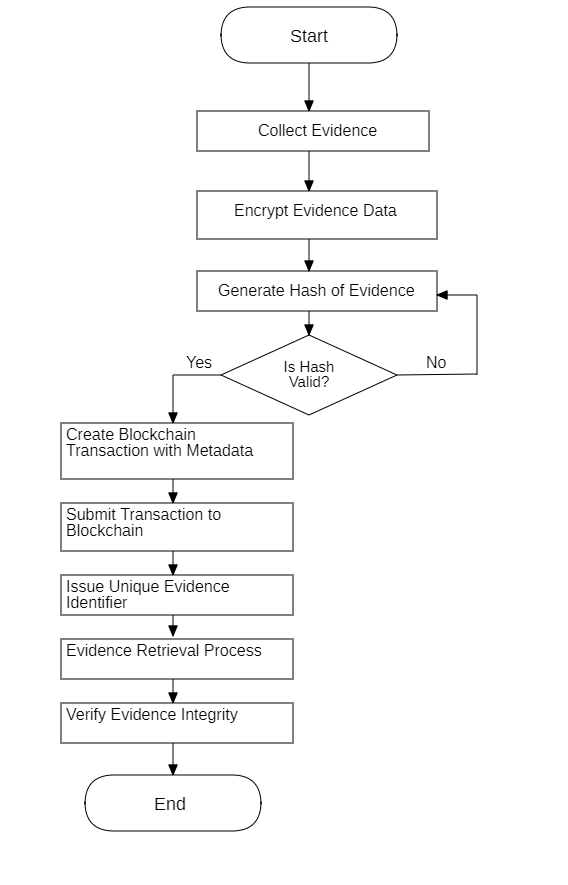 Start
Collect Evidence
Encrypt Evidence Data
Generate Hash of Evidence
Is Hash
Valid?
Yes
No
Create Blockchain
Transaction with Metadata
Submit Transaction to
Blockchain
Issue Unique Evidence
Identifier
Evidence Retrieval Process
Verify Evidence Integrity
End